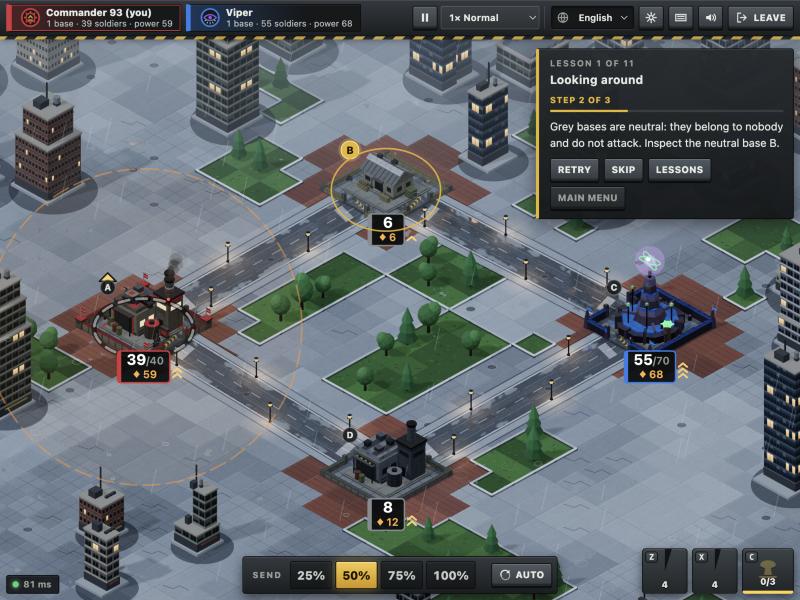 Commander 93 (you)
1 base · 39 soldiers · power 59
Viper
1 base · 55 soldiers · power 68
1× Normal
English
LEAVE
LESSON 1 OF 11
Looking around
STEP 2 OF 3
Grey bases are neutral: they belong to nobody
and do not attack. Inspect the neutral base B.
RETRY
SKIP
LESSONS
MAIN MENU
B
6
6
A
39/40
59
C
55/70
68
D
8
12
SEND
25%
50%
75%
100%
AUTO
81 ms
Z
4
X
4
C
0/3